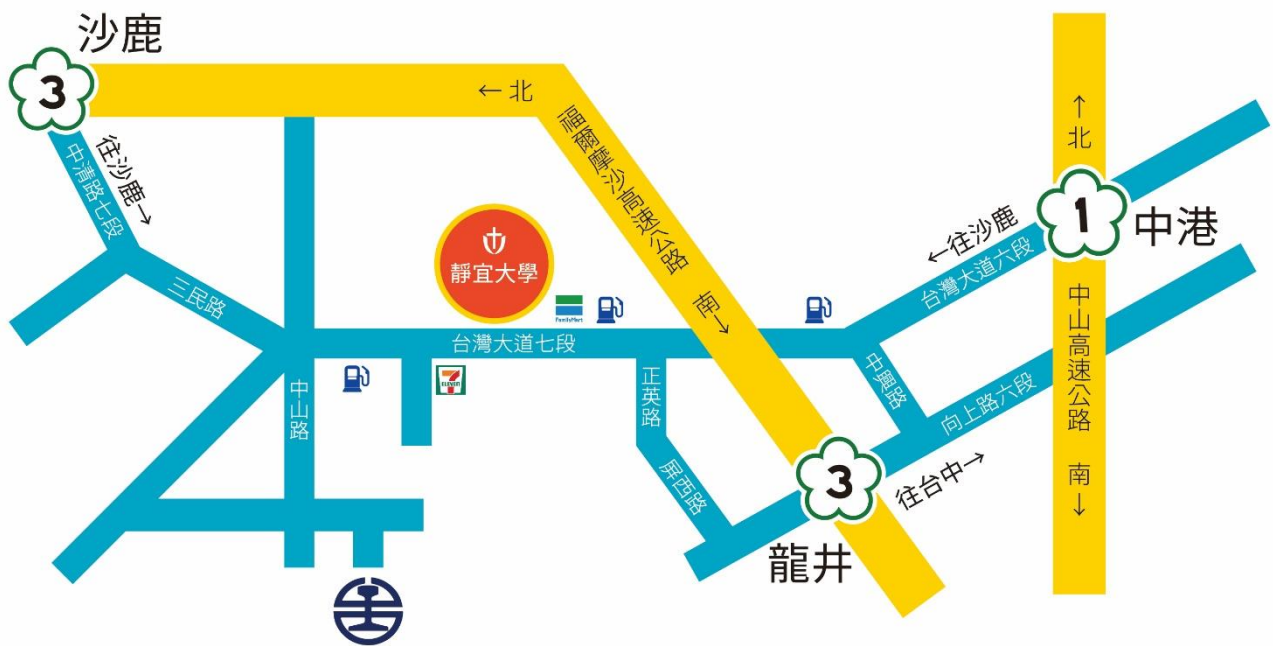 沙鹿
3
←北
福爾摩沙高速公路
南→
↑北
1
中港
←往沙鹿
台灣大道六段
中清路七段
往沙鹿→
三民路
靜宜大學
FamilyMart
台灣大道七段
7
ELEVEN
中山路
正英路
屏西路
中興路
向上路六段
中山高速公路
南↓
3
往台中→
龍井